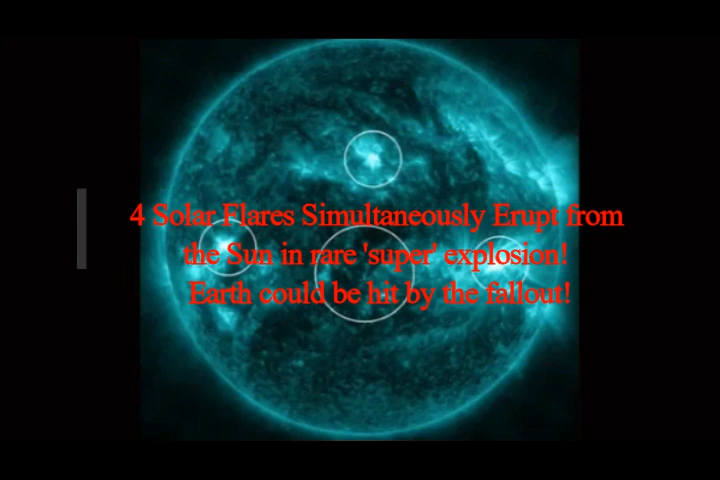 4 Solar Flares Simultaneously Erupt from
the Sun in rare 'super' explosion!
Earth could be hit by the fallout!